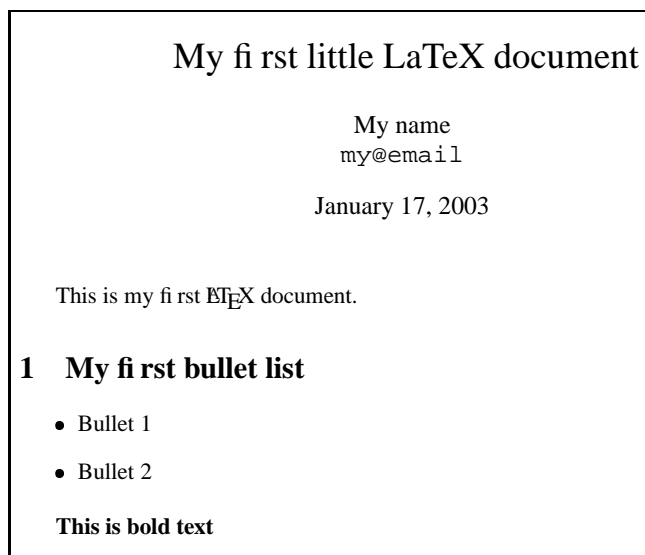 My first little LaTeX document
My name
my@email
January 17, 2003
This is my first LATEX document.
1 My first bullet list
• Bullet 1
• Bullet 2
This is bold text